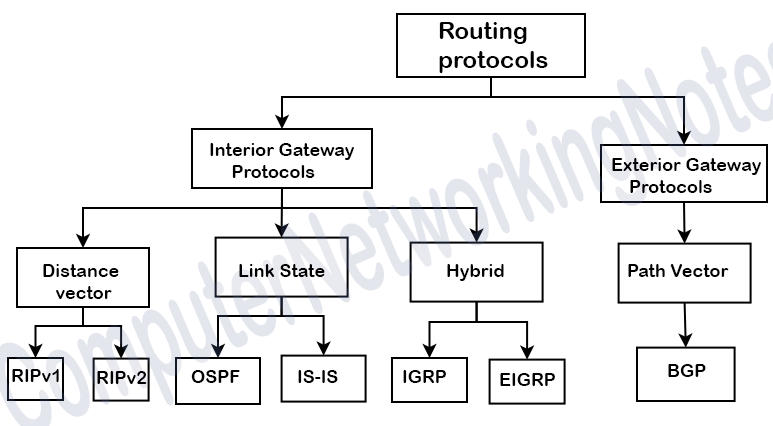 Routing
protocols
Interior Gateway
Protocols
Exterior Gateway
Protocols
Distance
vector
Link State
Hybrid
Path Vector
RIPv1
RIPv2
OSPF
IS-IS
IGRP
EIGRP
BGP
ComputerNetworkingNotes